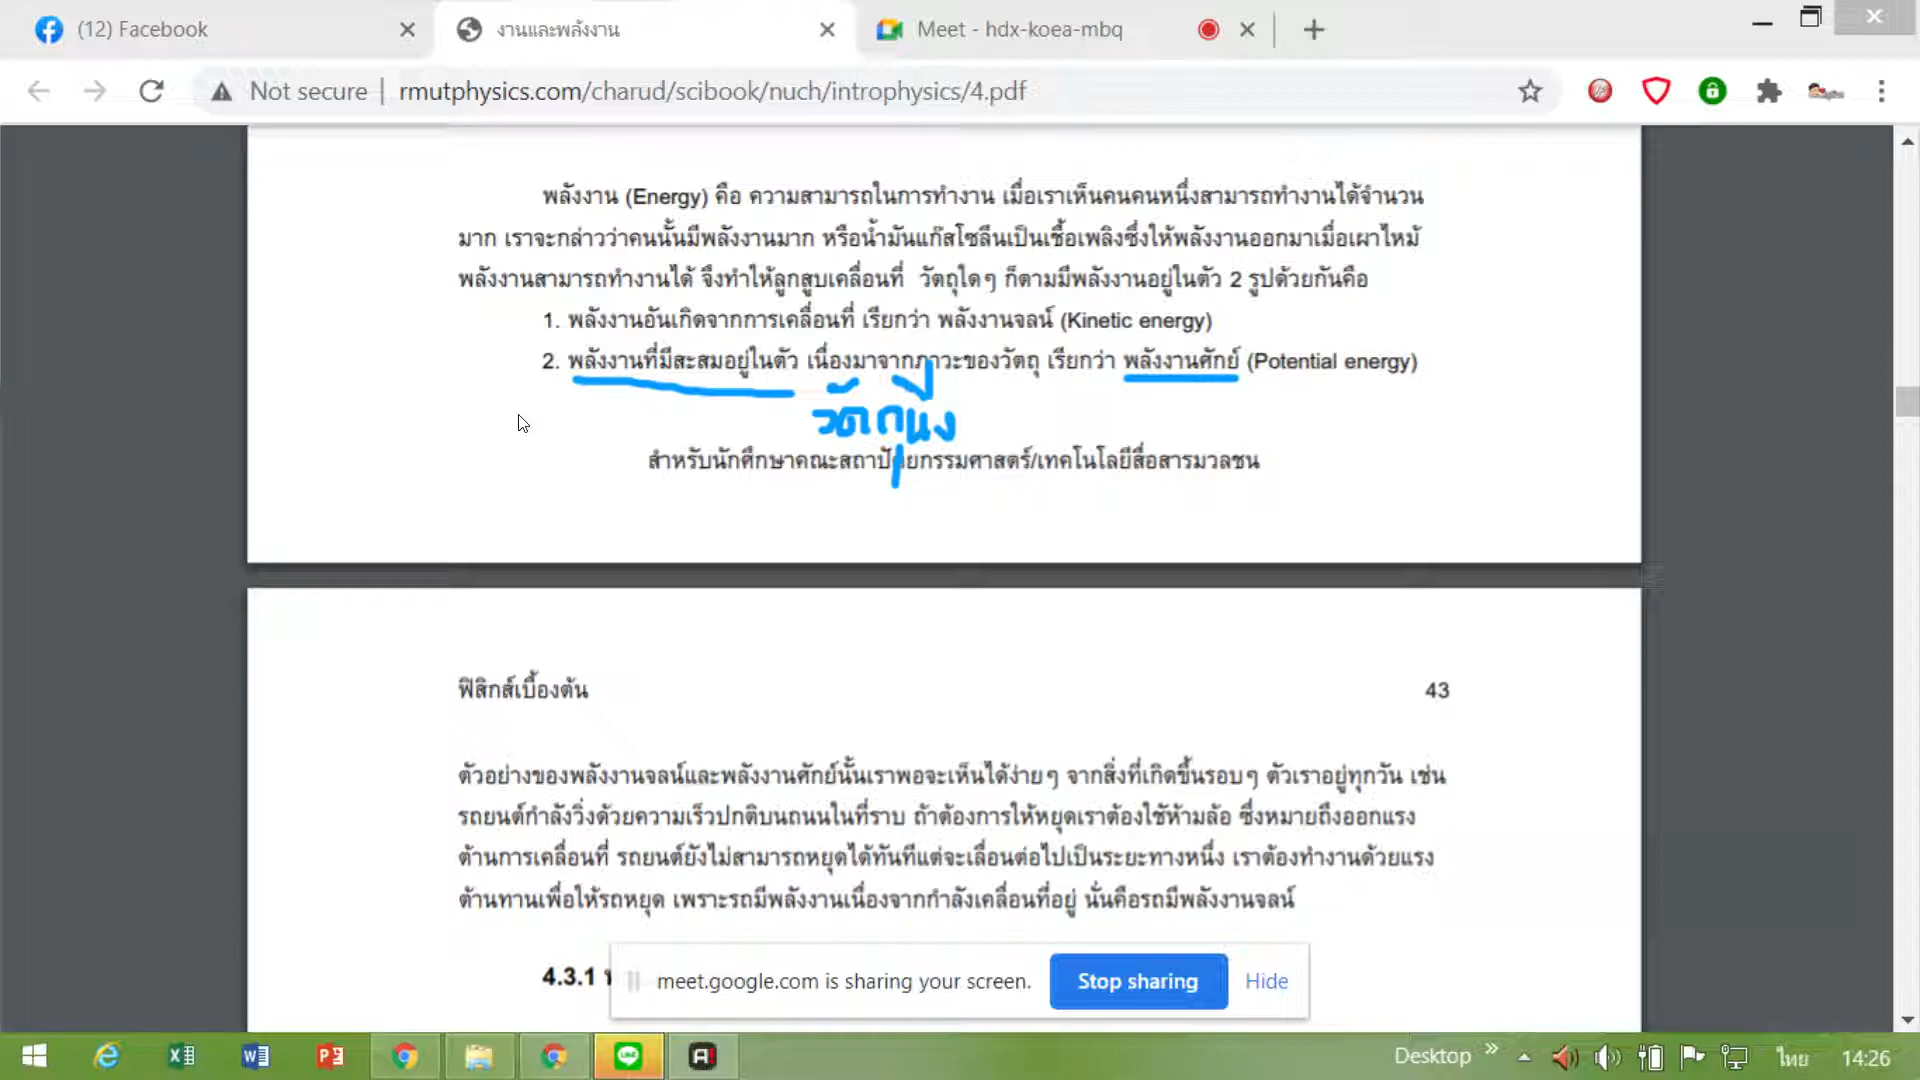 (12) Facebook
งานและพลังงาน
Meet - hdx-koea-mbq
Not secure
rmutphysics.com/charud/scibook/nuch/introphysics/4.pdf
พลังงาน (Energy) คือ ความสามารถในการทำงาน เมื่อเราเห็นคนคนหนึ่งสามารถทำงานได้จำนวน
มาก เราจะกล่าวว่าคนนั้นมีพลังงานมาก หรือน้ำมันแก๊สโซลีนเป็นเชื้อเพลิงซึ่งให้พลังงานออกมาเมื่อเผาไหม้
พลังงานสามารถทำงานได้ จึงทำให้ลูกสูบเคลื่อนที่ วัตถุใดๆ ก็ตามมีพลังงานอยู่ในตัว 2 รูปด้วยกันคือ
1. พลังงานอันเกิดจากการเคลื่อนที่ เรียกว่า พลังงานจลน์ (Kinetic energy)
2. พลังงานที่มีสะสมอยู่ในตัว เนื่องมาจากภาวะของวัตถุ เรียกว่า พลังงานศักย์ (Potential energy)
วัตถุนิ่ง
สำหรับนักศึกษาคณะสถาปัตยกรรมศาสตร์/เทคโนโลยีสื่อสารมวลชน
ฟิสิกส์เบื้องต้น
43
ตัวอย่างของพลังงานจลน์และพลังงานศักย์นั้นเราพอจะเห็นได้ง่ายๆ จากสิ่งที่เกิดขึ้นรอบๆ ตัวเราอยู่ทุกวัน เช่น
รถยนต์กำลังวิ่งด้วยความเร็วปกติบนถนนในที่ราบ ถ้าต้องการให้หยุดเราต้องใช้ห้ามล้อ ซึ่งหมายถึงออกแรง
ต้านการเคลื่อนที่ รถยนต์ยังไม่สามารถหยุดได้ทันทีแต่จะเลื่อนต่อไปเป็นระยะทางหนึ่ง เราต้องทำงานด้วยแรง
ต้านทานเพื่อให้รถหยุด เพราะรถมีพลังงานเนื่องจากกำลังเคลื่อนที่อยู่ นั่นคือรถมีพลังงานจลน์
4.3.1
meet.google.com is sharing your screen.
Stop sharing
Hide
Desktop
ไทย
14:26